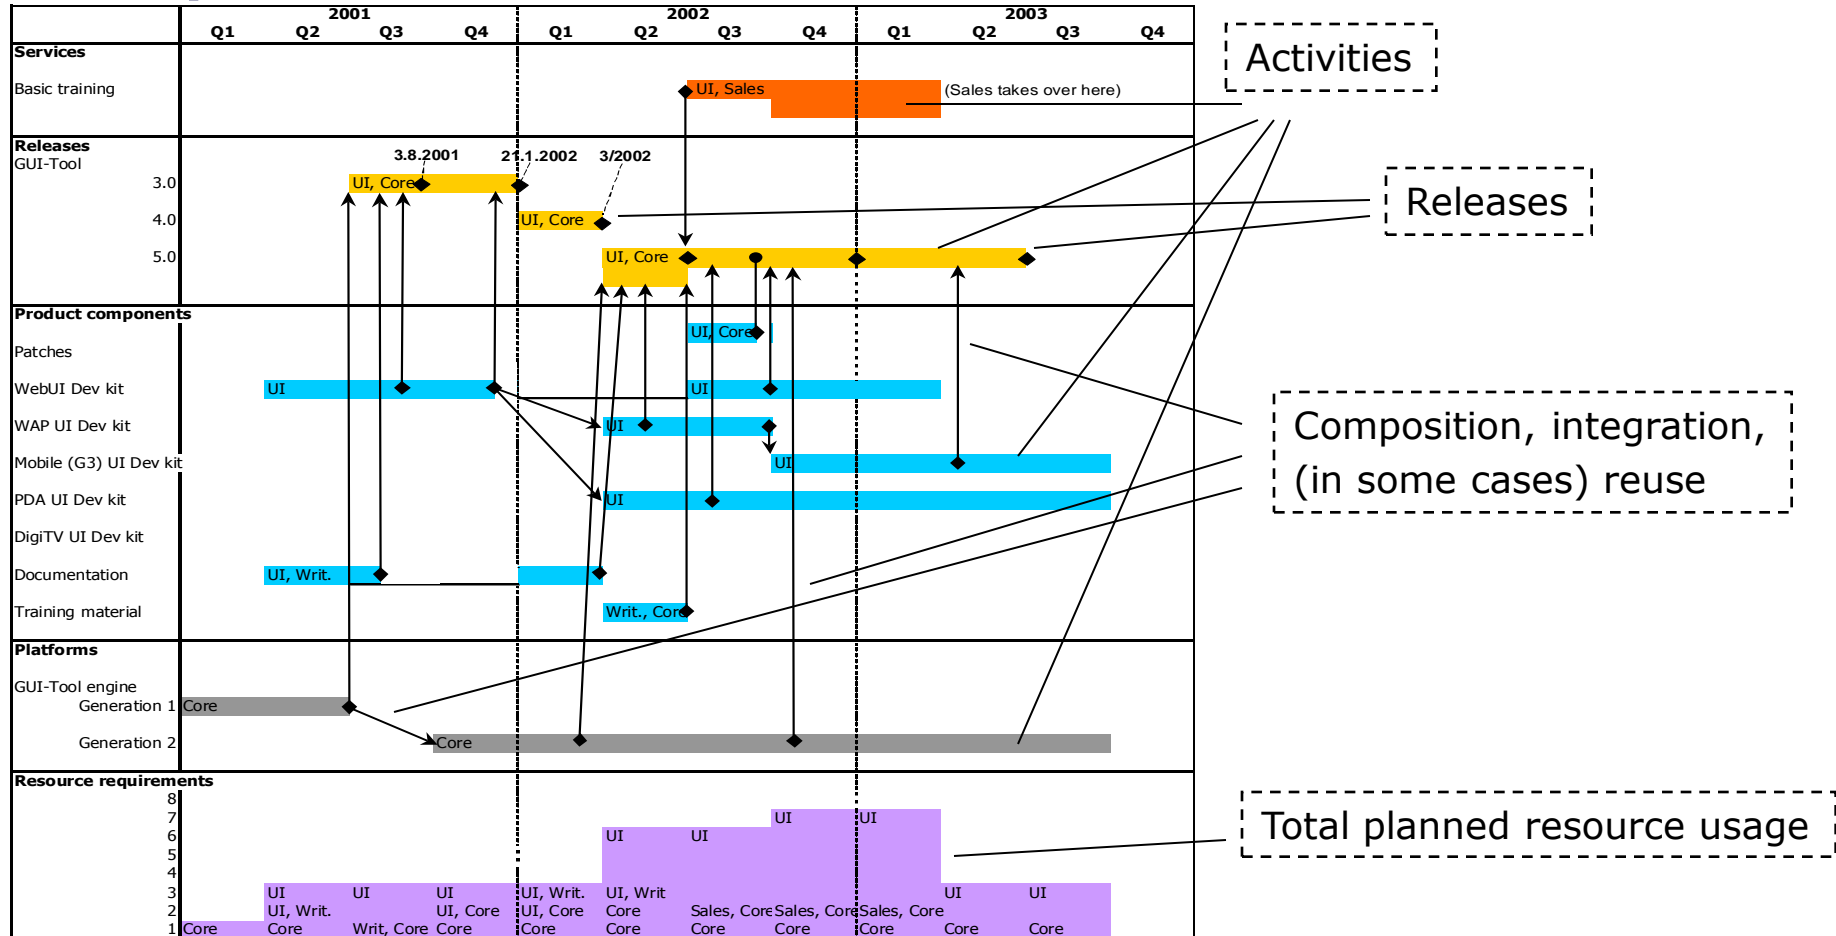 2001 2002 2003
Q1 Q2 Q3 Q4 Q1 Q2 Q3 Q4 Q1 Q2 Q3 Q4
Services
Basic training UI, Sales (Sales takes over here)
Releases
GUI-Tool 3.8.2001 21.1.2002 3/2002
3.0 UI, Core
4.0 UI, Core
5.0 UI, Core
Product components
UI, Core
Patches
WebUI Dev kit UI UI
WAP UI Dev kit UI
Mobile (G3) UI Dev kit UI
PDA UI Dev kit UI
DigiTV UI Dev kit
Documentation UI, Writ.
Training material Writ., Core
Platforms
GUI-Tool engine
Generation 1 Core
Generation 2 Core
Resource requirements
8
7 UI UI
6 UI UI
5
4
3 UI UI UI UI, Writ. UI, Writ UI UI
2 UI, Writ. UI, Core UI, Core Core Sales, Core Sales, Core Sales, Core
1 Core Core Writ, Core Core Core Core Core Core Core Core Core
Activities
Releases
Composition, integration,
(in some cases) reuse
Total planned resource usage